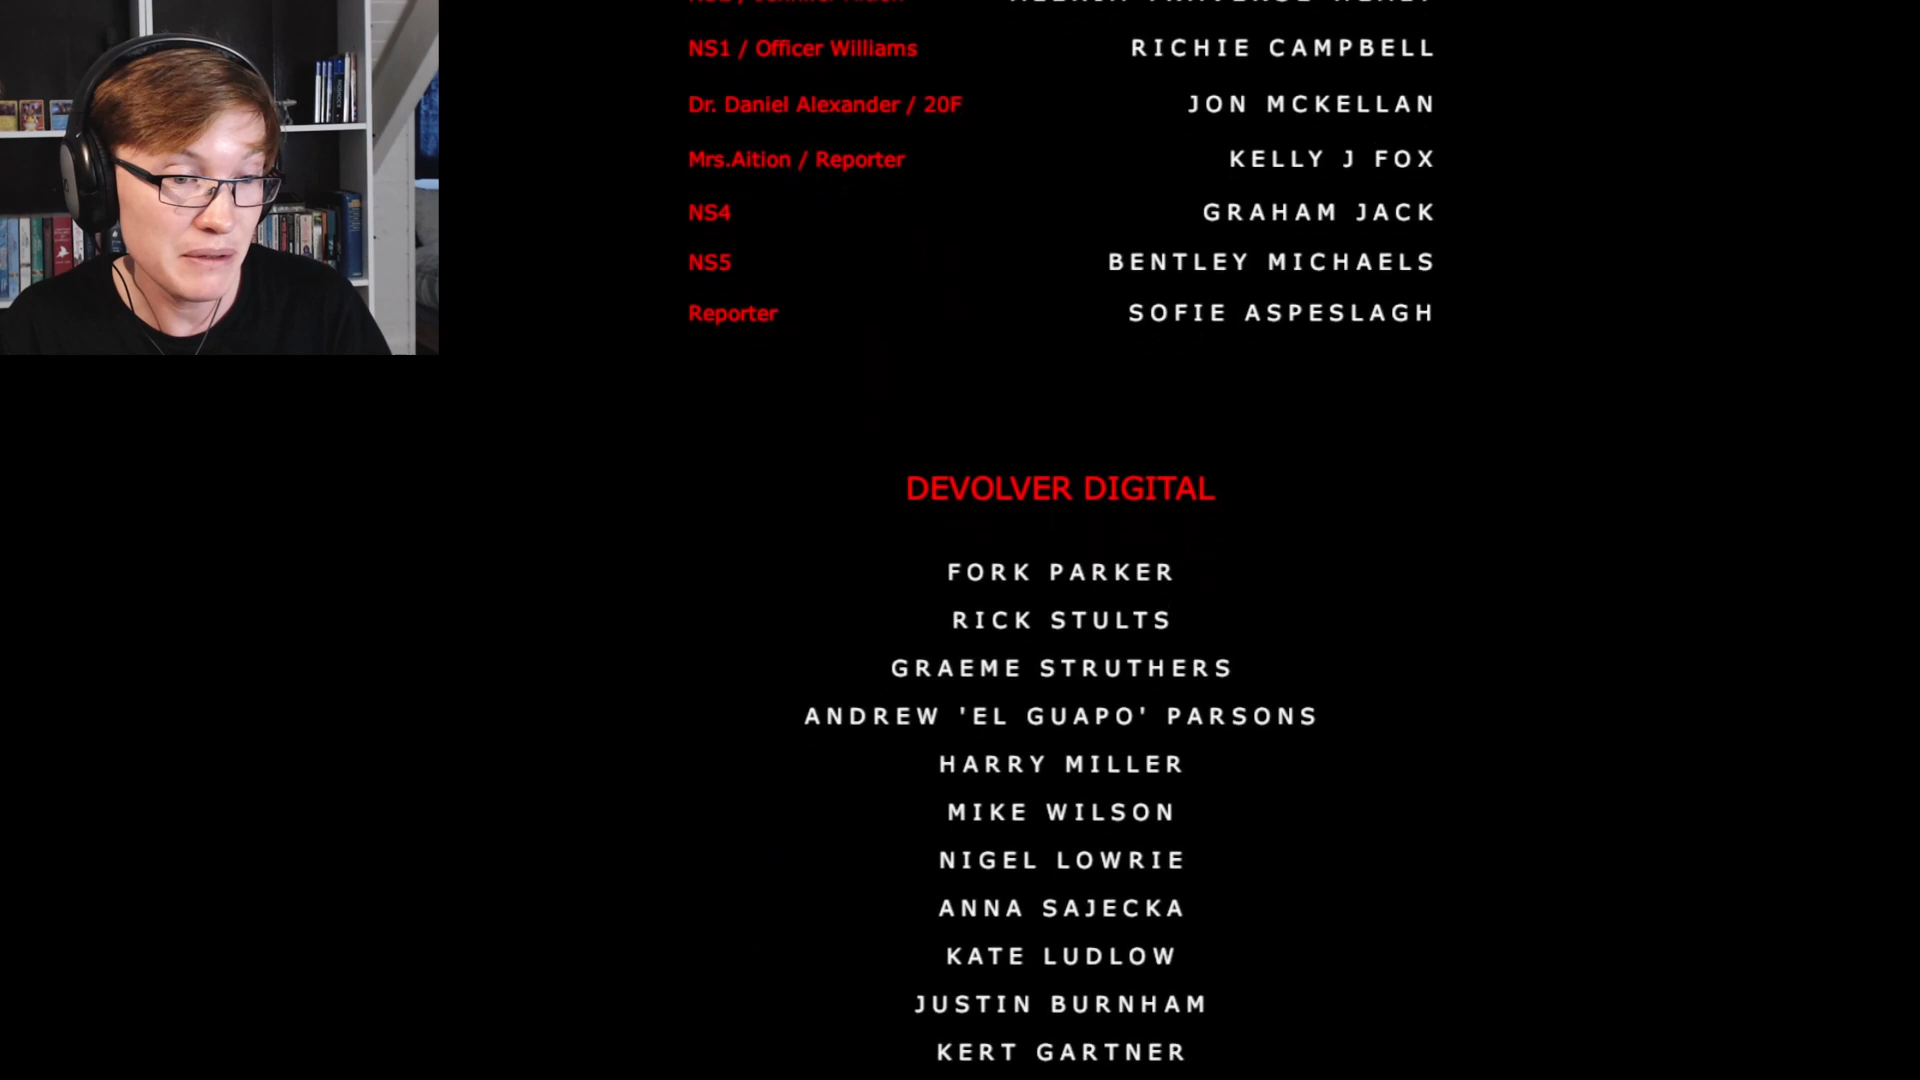 NS1 / Officer Williams RICHIE CAMPBELL
Dr. Daniel Alexander / 20F JON MCKELLAN
Mrs.Aition / Reporter KELLY J FOX
NS4 GRAHAM JACK
NS5 BENTLEY MICHAELS
Reporter SOFIE ASPESLAGH
DEVOLVER DIGITAL
FORK PARKER
RICK STULTS
GRAEME STRUTHERS
ANDREW 'EL GUAPO' PARSONS
HARRY MILLER
MIKE WILSON
NIGEL LOWRIE
ANNA SAJECKA
KATE LUDLOW
JUSTIN BURNHAM
KERT GARTNER